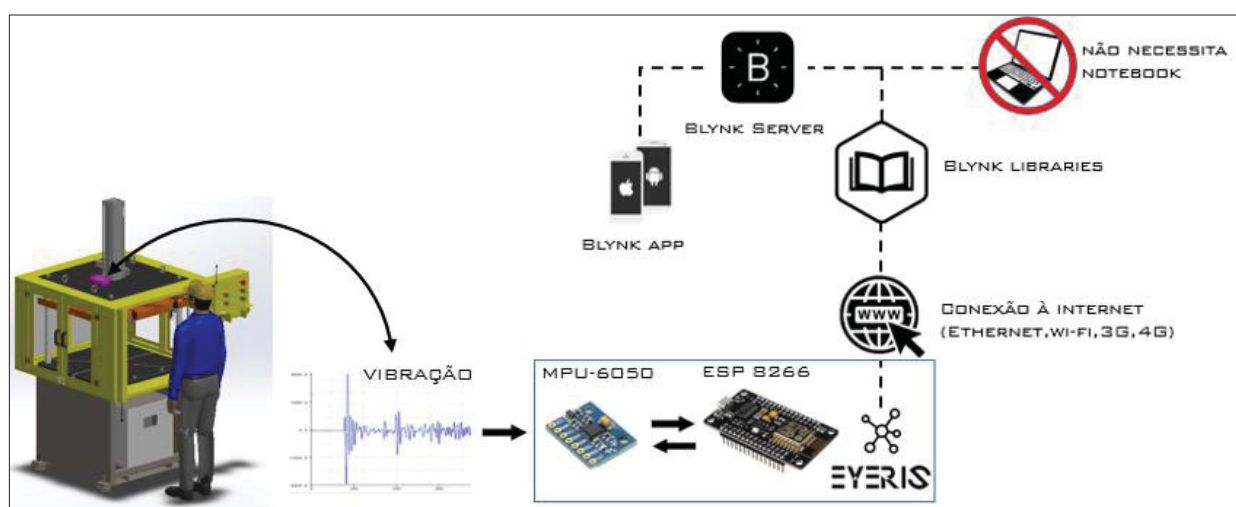 NÃO NECESSITA
NOTEBOOK
B
BLYNK SERVER
BLYNK LIBRARIES
BLYNK APP
WWW
CONEXÃO À INTERNET
(ETHERNET,WI-FI,3G,4G)
VIBRAÇÃO
MPU-6050
ESP 8266
EYERIS